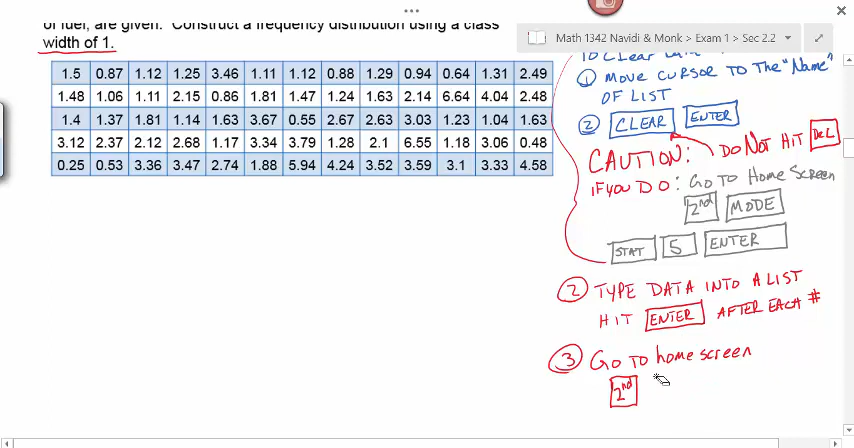 of fuel, are given. Construct a frequency distribution using a class
width of 1.
Math 1342 Navidi & Monk > Exam 1 > Sec 2.2
1.5 0.87 1.12 1.25 3.46 1.11 1.12 0.88 1.29 0.94 0.64 1.31 2.49
1.48 1.06 1.11 2.15 0.86 1.81 1.47 1.24 1.63 2.14 6.64 4.04 2.48
1.4 1.37 1.81 1.14 1.63 3.67 0.55 2.67 2.63 3.03 1.23 1.04 1.63
3.12 2.37 2.12 2.68 1.17 3.34 3.79 1.28 2.1 6.55 1.18 3.06 0.48
0.25 0.53 3.36 3.47 2.74 1.88 5.94 4.24 3.52 3.59 3.1 3.33 4.58
TO CLEAR
① MOVE CURSOR TO THE "NAME"
OF LIST
② CLEAR ENTER
CAUTION: DO NOT HIT DEL
IF YOU DO: GO TO HOME SCREEN
2nd MODE
STAT 5 ENTER
② TYPE DATA INTO A LIST
HIT ENTER AFTER EACH #
③ GO TO home screen
2nd